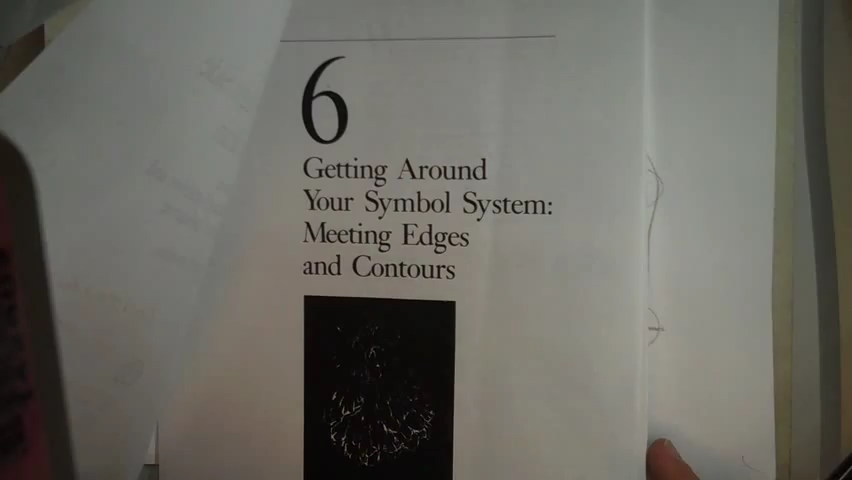 6
Getting Around
Your Symbol System:
Meeting Edges
and Contours